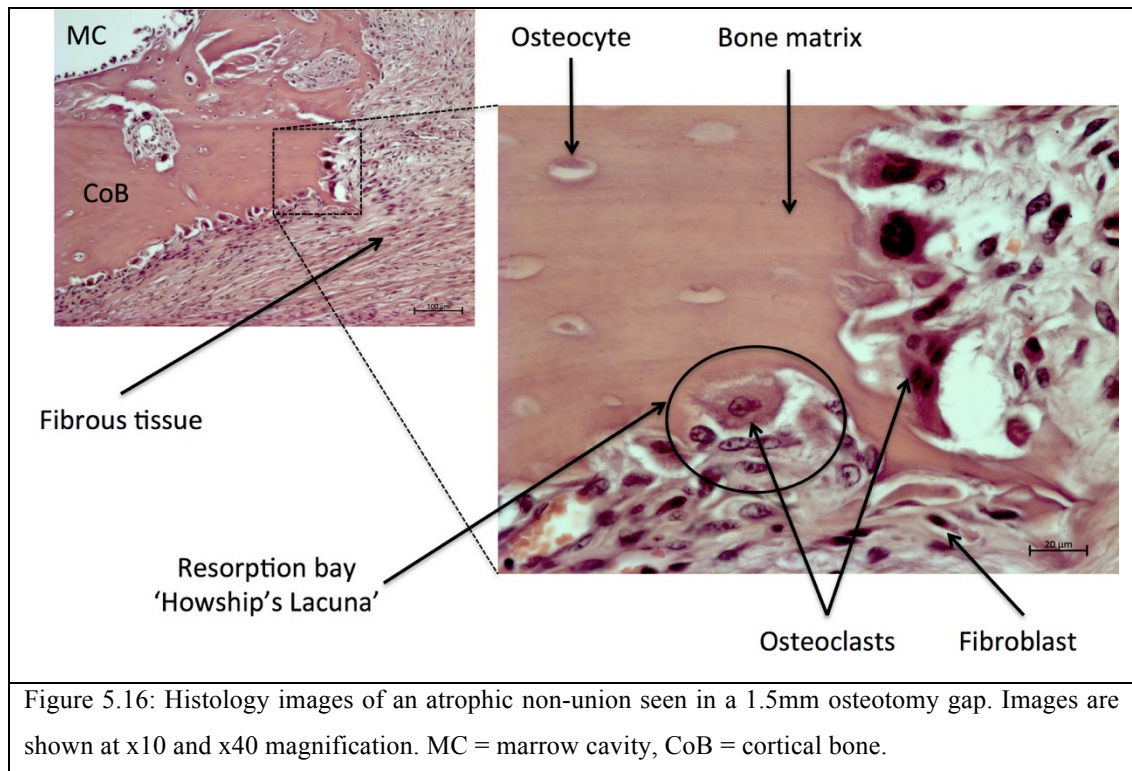 MC
Osteocyte
Bone matrix
CoB
100 µm
Fibrous tissue
Resorption bay
‘Howship’s Lacuna’
20 µm
Osteoclasts
Fibroblast
Figure 5.16: Histology images of an atrophic non-union seen in a 1.5mm osteotomy gap. Images are
shown at x10 and x40 magnification. MC = marrow cavity, CoB = cortical bone.